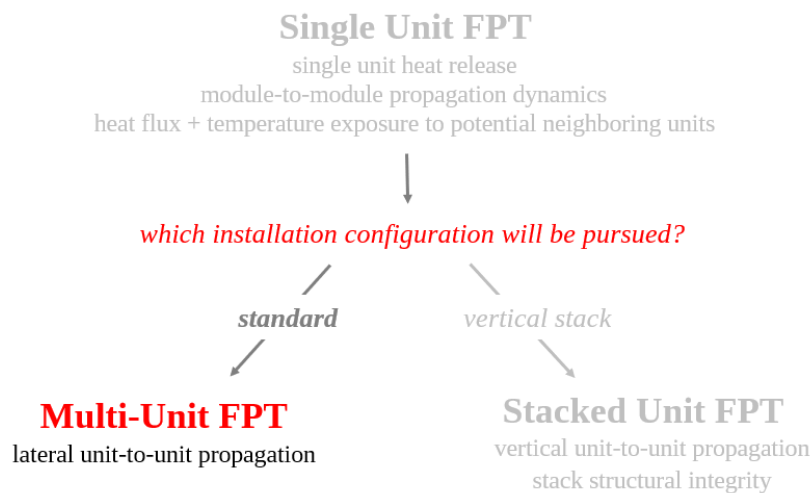 Single Unit FPT
single unit heat release
module-to-module propagation dynamics
heat flux + temperature exposure to potential neighboring units
which installation configuration will be pursued?
standard
vertical stack
Multi-Unit FPT
lateral unit-to-unit propagation
Stacked Unit FPT
vertical unit-to-unit propagation
stack structural integrity